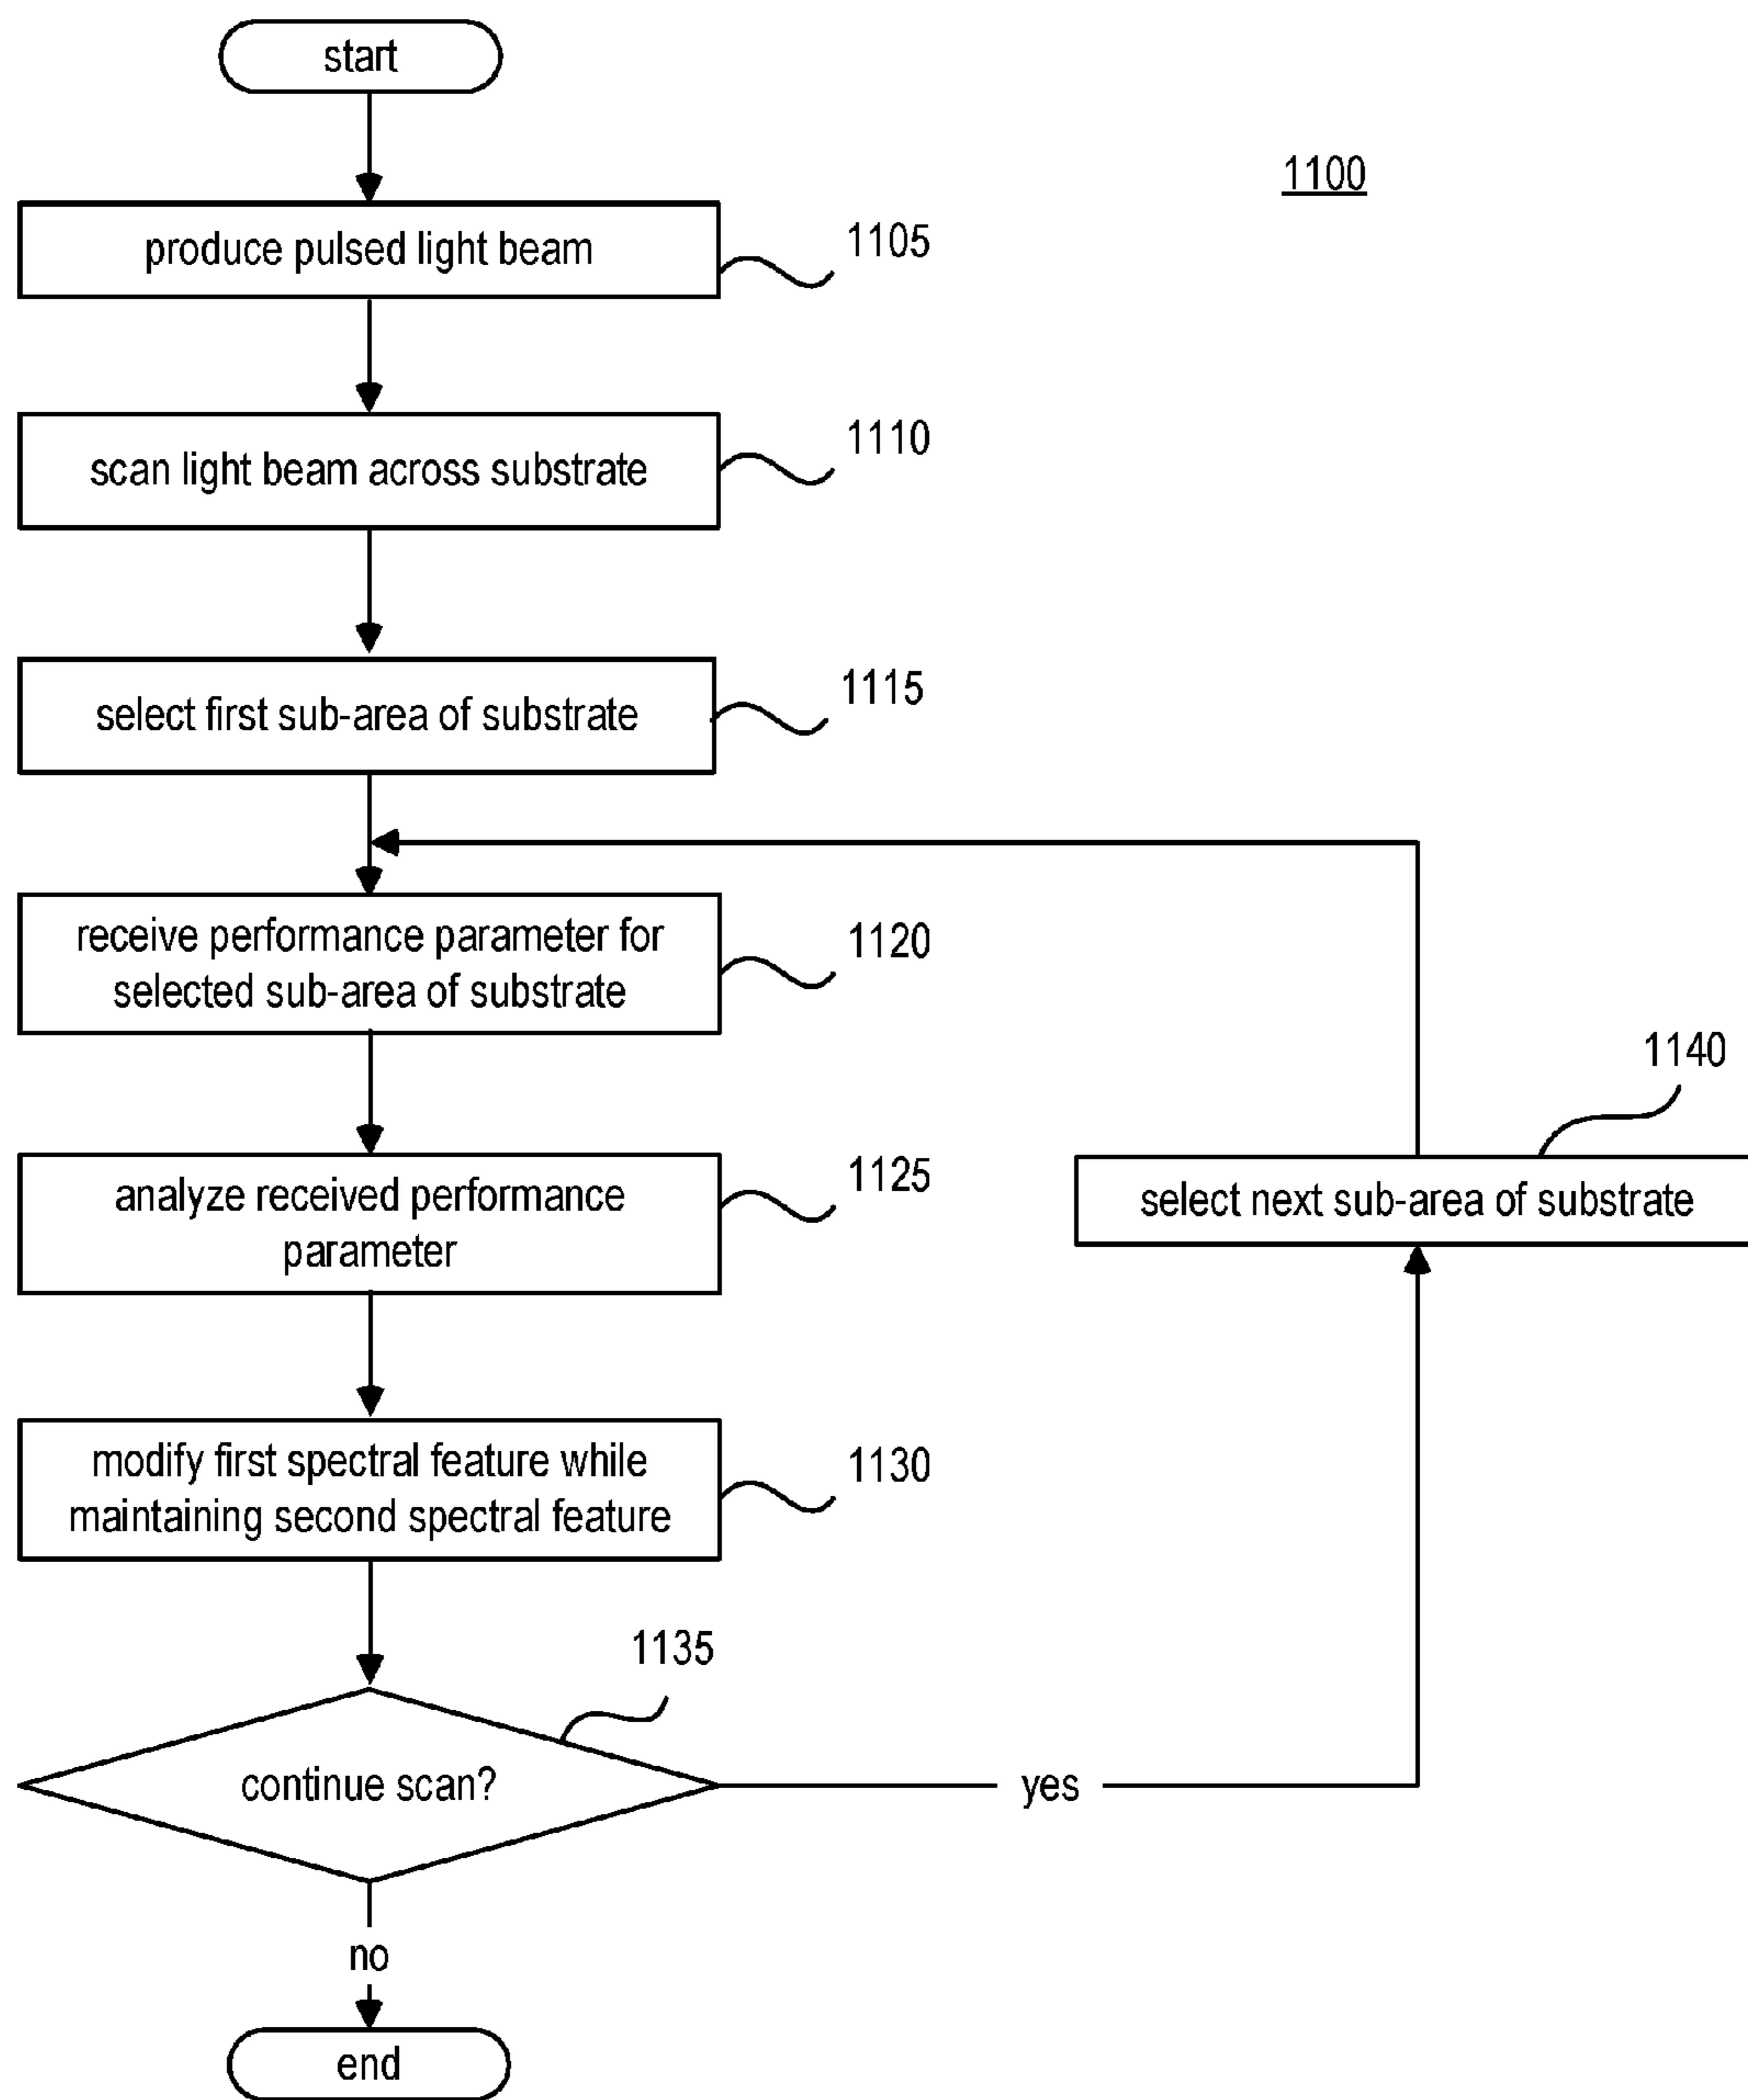 start
1100
produce pulsed light beam
1105
scan light beam across substrate
1110
select first sub-area of substrate
1115
receive performance parameter for
selected sub-area of substrate
1120
analyze received performance
parameter
1125
select next sub-area of substrate
1140
modify first spectral feature while
maintaining second spectral feature
1130
continue scan?
1135
yes
no
end